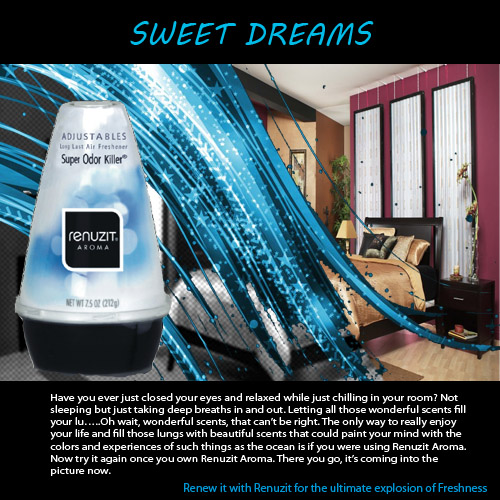 SWEET DREAMS
ADJUSTABLES
Long Last Air Freshener
Super Odor Killer®
renuzit®
AROMA
NET WT 7.5 OZ (212g)
Have you ever just closed your eyes and relaxed while just chilling in your room? Not
sleeping but just taking deep breaths in and out. Letting all those wonderful scents fill
your lu…..Oh wait, wonderful scents, that can't be right. The only way to really enjoy
your life and fill those lungs with beautiful scents that could paint your mind with the
colors and experiences of such things as the ocean is if you were using Renuzit Aroma.
Now try it again once you own Renuzit Aroma. There you go, it's coming into the
picture now.
Renew it with Renuzit for the ultimate explosion of Freshness